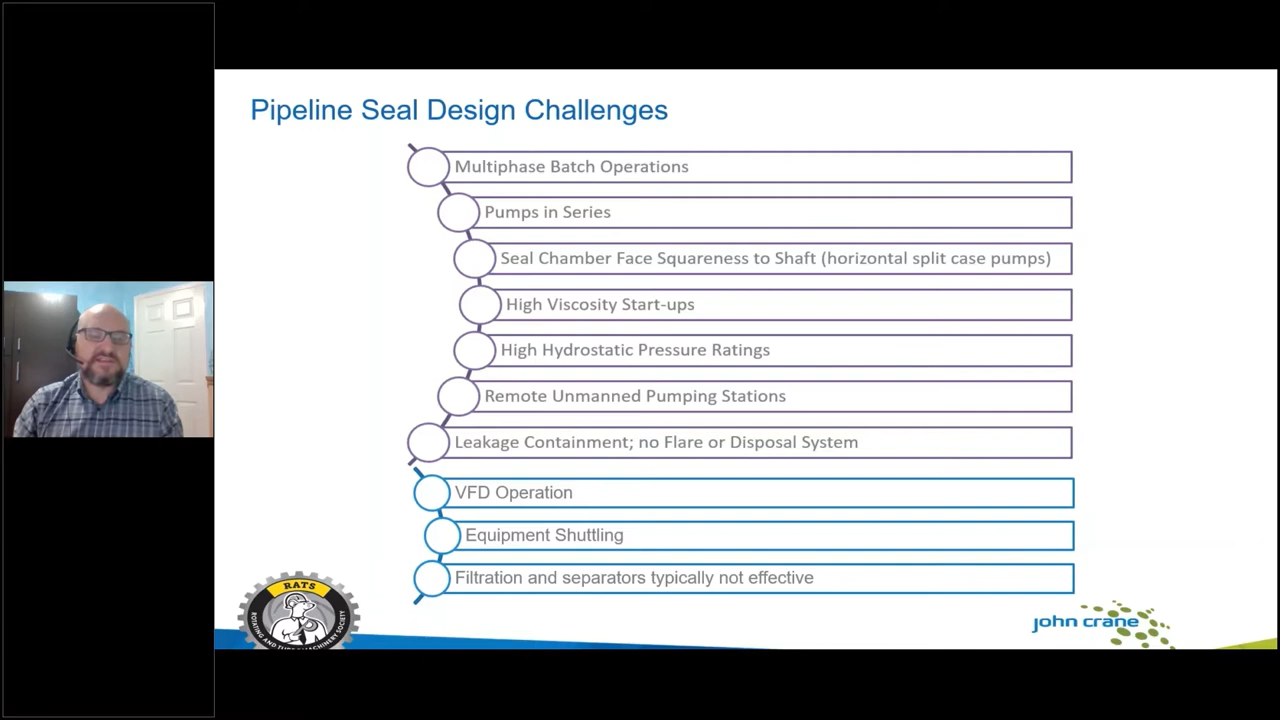 Pipeline Seal Design Challenges
Multiphase Batch Operations
Pumps in Series
Seal Chamber Face Squareness to Shaft (horizontal split case pumps)
High Viscosity Start-ups
High Hydrostatic Pressure Ratings
Remote Unmanned Pumping Stations
Leakage Containment; no Flare or Disposal System
VFD Operation
Equipment Shuttling
Filtration and separators typically not effective
RATS
john crane